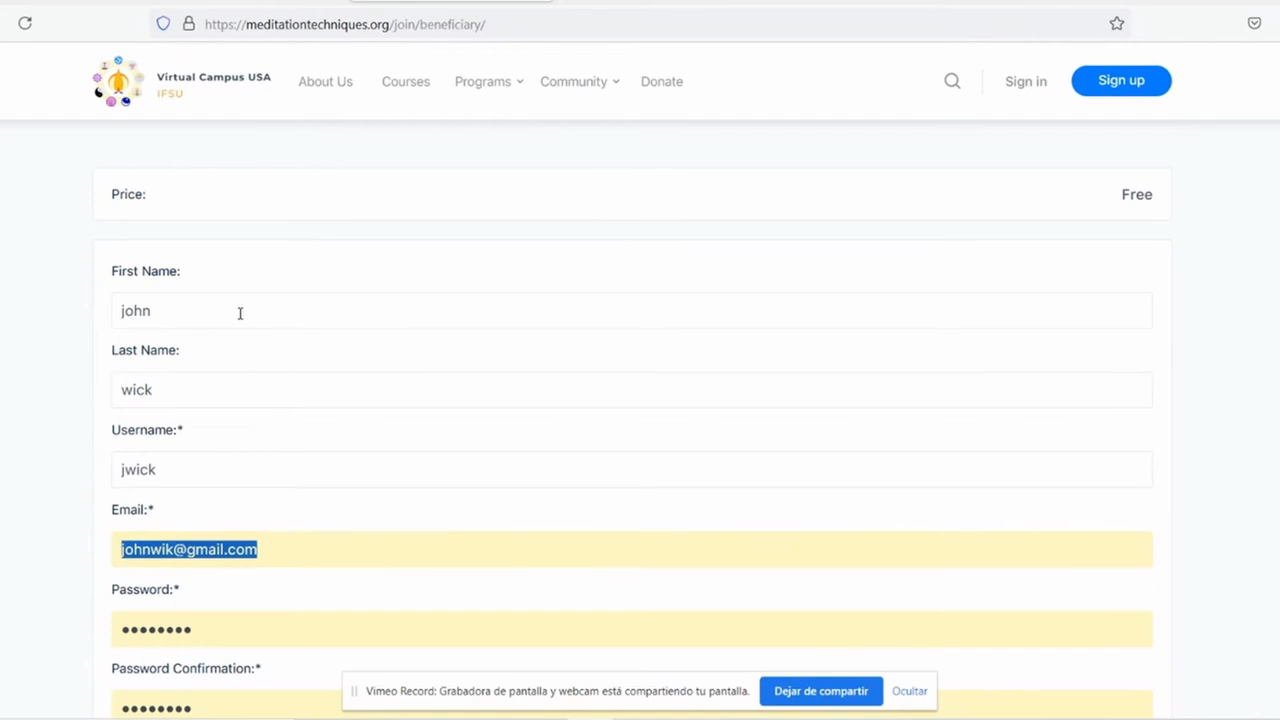 https://meditationtechniques.org/join/beneficiary/
Virtual Campus USA
IFSU
About Us
Courses
Programs
Community
Donate
Sign in
Sign up
Price:
Free
First Name:
john
Last Name:
wick
Username:*
jwick
Email:*
johnwik@gmail.com
Password:*
••••••••
Password Confirmation:*
••••••••
Vimeo Record: Grabadora de pantalla y webcam está compartiendo tu pantalla.
Dejar de compartir
Ocultar